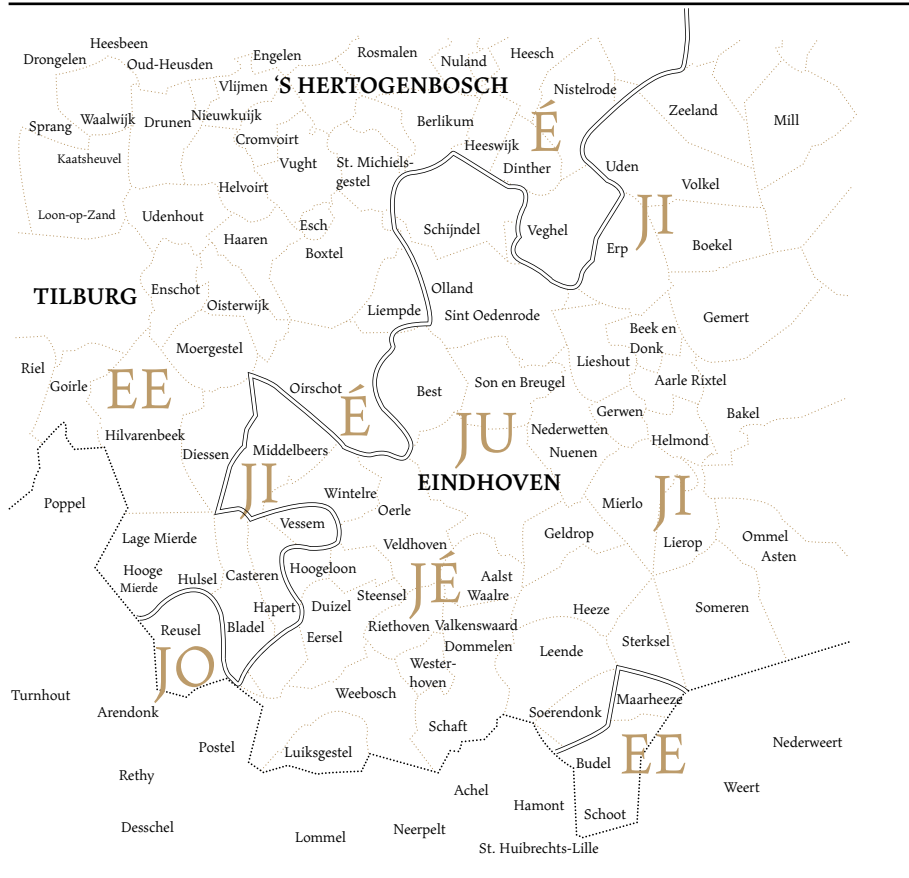 Heesbeen
Drongelen
Oud-Heusden
Engelen
Rosmalen
Nuland
Heesch
Vlijmen
'S HERTOGENBOSCH
Nistelrode
Zeeland
Mill
Sprang
Waalwijk
Drunen
Nieuwkuijk
Berlikum
É
Cromvoirt
Heeswijk
Kaatsheuvel
Vught
St. Michiels-
gestel
Dinther
Uden
Helvoirt
Volkel
Loon-op-Zand
Udenhout
Esch
Schijndel
Veghel
JI
Haaren
Boxtel
Erp
Boekel
TILBURG
Enschot
Oisterwijk
Olland
Liempde
Sint Oedenrode
Gemert
Beek en
Donk
Moergestel
Lieshout
Riel
Goirle
EE
Oirschot
É
Best
Son en Breugel
Aarle Rixtel
Gerwen
Bakel
Hilvarenbeek
JU
Nederwetten
Helmond
Diessen
Middelbeers
Nuenen
JI
EINDHOVEN
Poppel
Wintelre
Oerle
Mierlo
JI
Vessem
Lage Mierde
Geldrop
Lierop
Ommel
Asten
Veldhoven
Hooge
Mierde
Hulsel
Casteren
Hoogeloon
JÉ
Aalst
Waalre
Steensel
Hapert
Duizel
Heeze
Someren
Reusel
Bladel
Eersel
Riethoven
Valkenswaard
Dommelen
Leende
Sterksel
JO
Wester-
hoven
Turnhout
Weebosch
Maarheeze
Arendonk
Soerendonk
Schaft
Postel
Luiksgestel
EE
Nederweert
Budel
Rethy
Achel
Weert
Hamont
Schoot
Desschel
Lommel
Neerpelt
St. Huibrechts-Lille